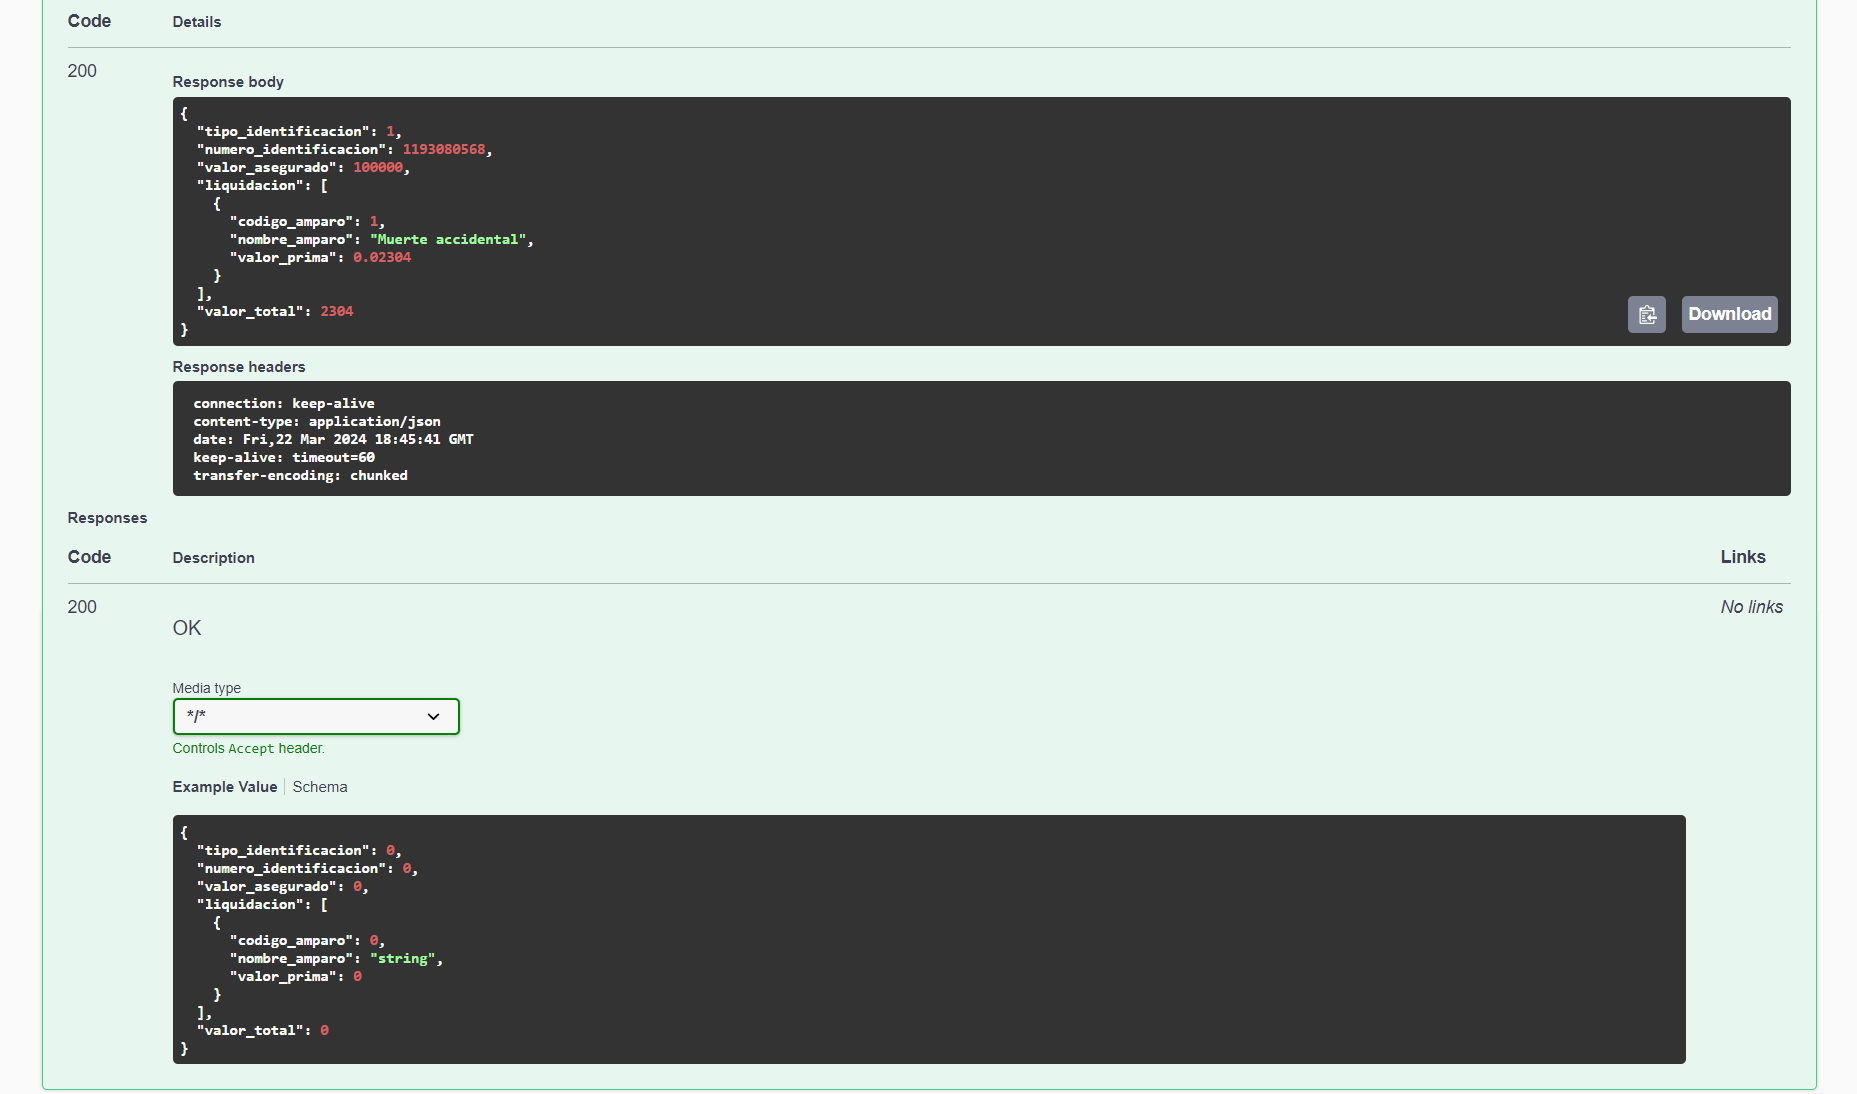 Code Details
200
Response body
{
  "tipo_identificacion": 1,
  "numero_identificacion": 1193080568,
  "valor_asegurado": 100000,
  "liquidacion": [
    {
      "codigo_amparo": 1,
      "nombre_amparo": "Muerte accidental",
      "valor_prima": 0.02304
    }
  ],
  "valor_total": 2304
}
Download
Response headers
connection: keep-alive
content-type: application/json
date: Fri,22 Mar 2024 18:45:41 GMT
keep-alive: timeout=60
transfer-encoding: chunked
Responses
Code Description Links
200 No links
OK
Media type
*/*
Controls Accept header.
Example Value Schema
{
  "tipo_identificacion": 0,
  "numero_identificacion": 0,
  "valor_asegurado": 0,
  "liquidacion": [
    {
      "codigo_amparo": 0,
      "nombre_amparo": "string",
      "valor_prima": 0
    }
  ],
  "valor_total": 0
}